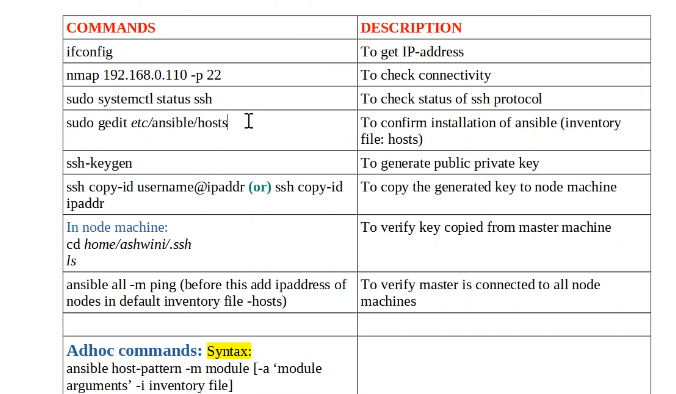 COMMANDS DESCRIPTION
ifconfig To get IP-address
nmap 192.168.0.110 -p 22 To check connectivity
sudo systemctl status ssh To check status of ssh protocol
sudo gedit etc/ansible/hosts To confirm installation of ansible (inventory
file: hosts)
ssh-keygen To generate public private key
ssh copy-id username@ipaddr (or) ssh copy-id To copy the generated key to node machine
ipaddr
In node machine: To verify key copied from master machine
cd home/ashwini/.ssh
ls
ansible all -m ping (before this add ipaddress of To verify master is connected to all node
nodes in default inventory file -hosts) machines
Adhoc commands: Syntax:
ansible host-pattern -m module [-a ‘module
arguments’ -i inventory file]